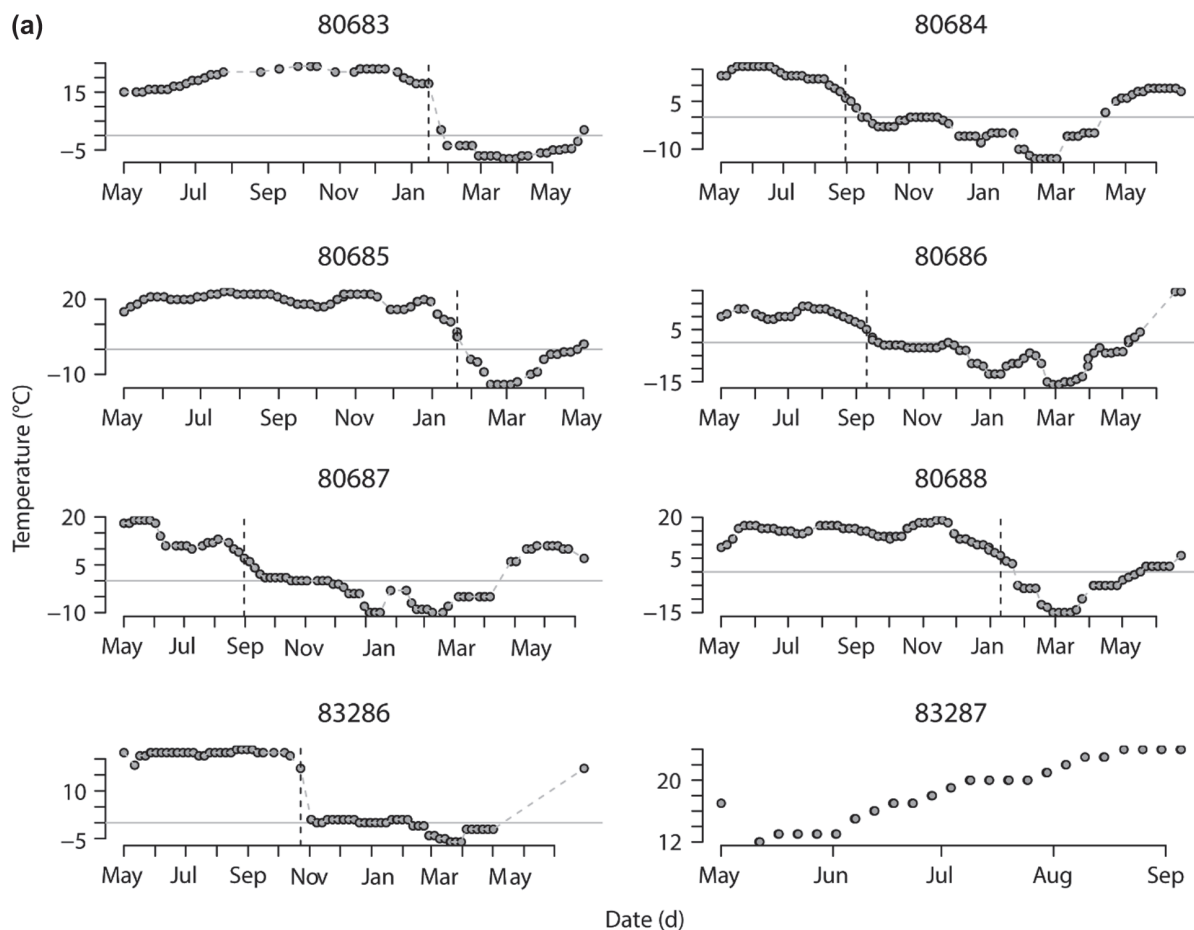 (a)
80683
15
−5
May Jul Sep Nov Jan Mar May
80684
5
−10
May Jul Sep Nov Jan Mar May
80685
20
−10
May Jul Sep Nov Jan Mar May
80686
5
−15
May Jul Sep Nov Jan Mar May
80687
20
5
−10
May Jul Sep Nov Jan Mar May
80688
20
5
−15
May Jul Sep Nov Jan Mar May
83286
10
−5
May Jul Sep Nov Jan Mar May
83287
20
12
May Jun Jul Aug Sep
Temperature (°C)
Date (d)